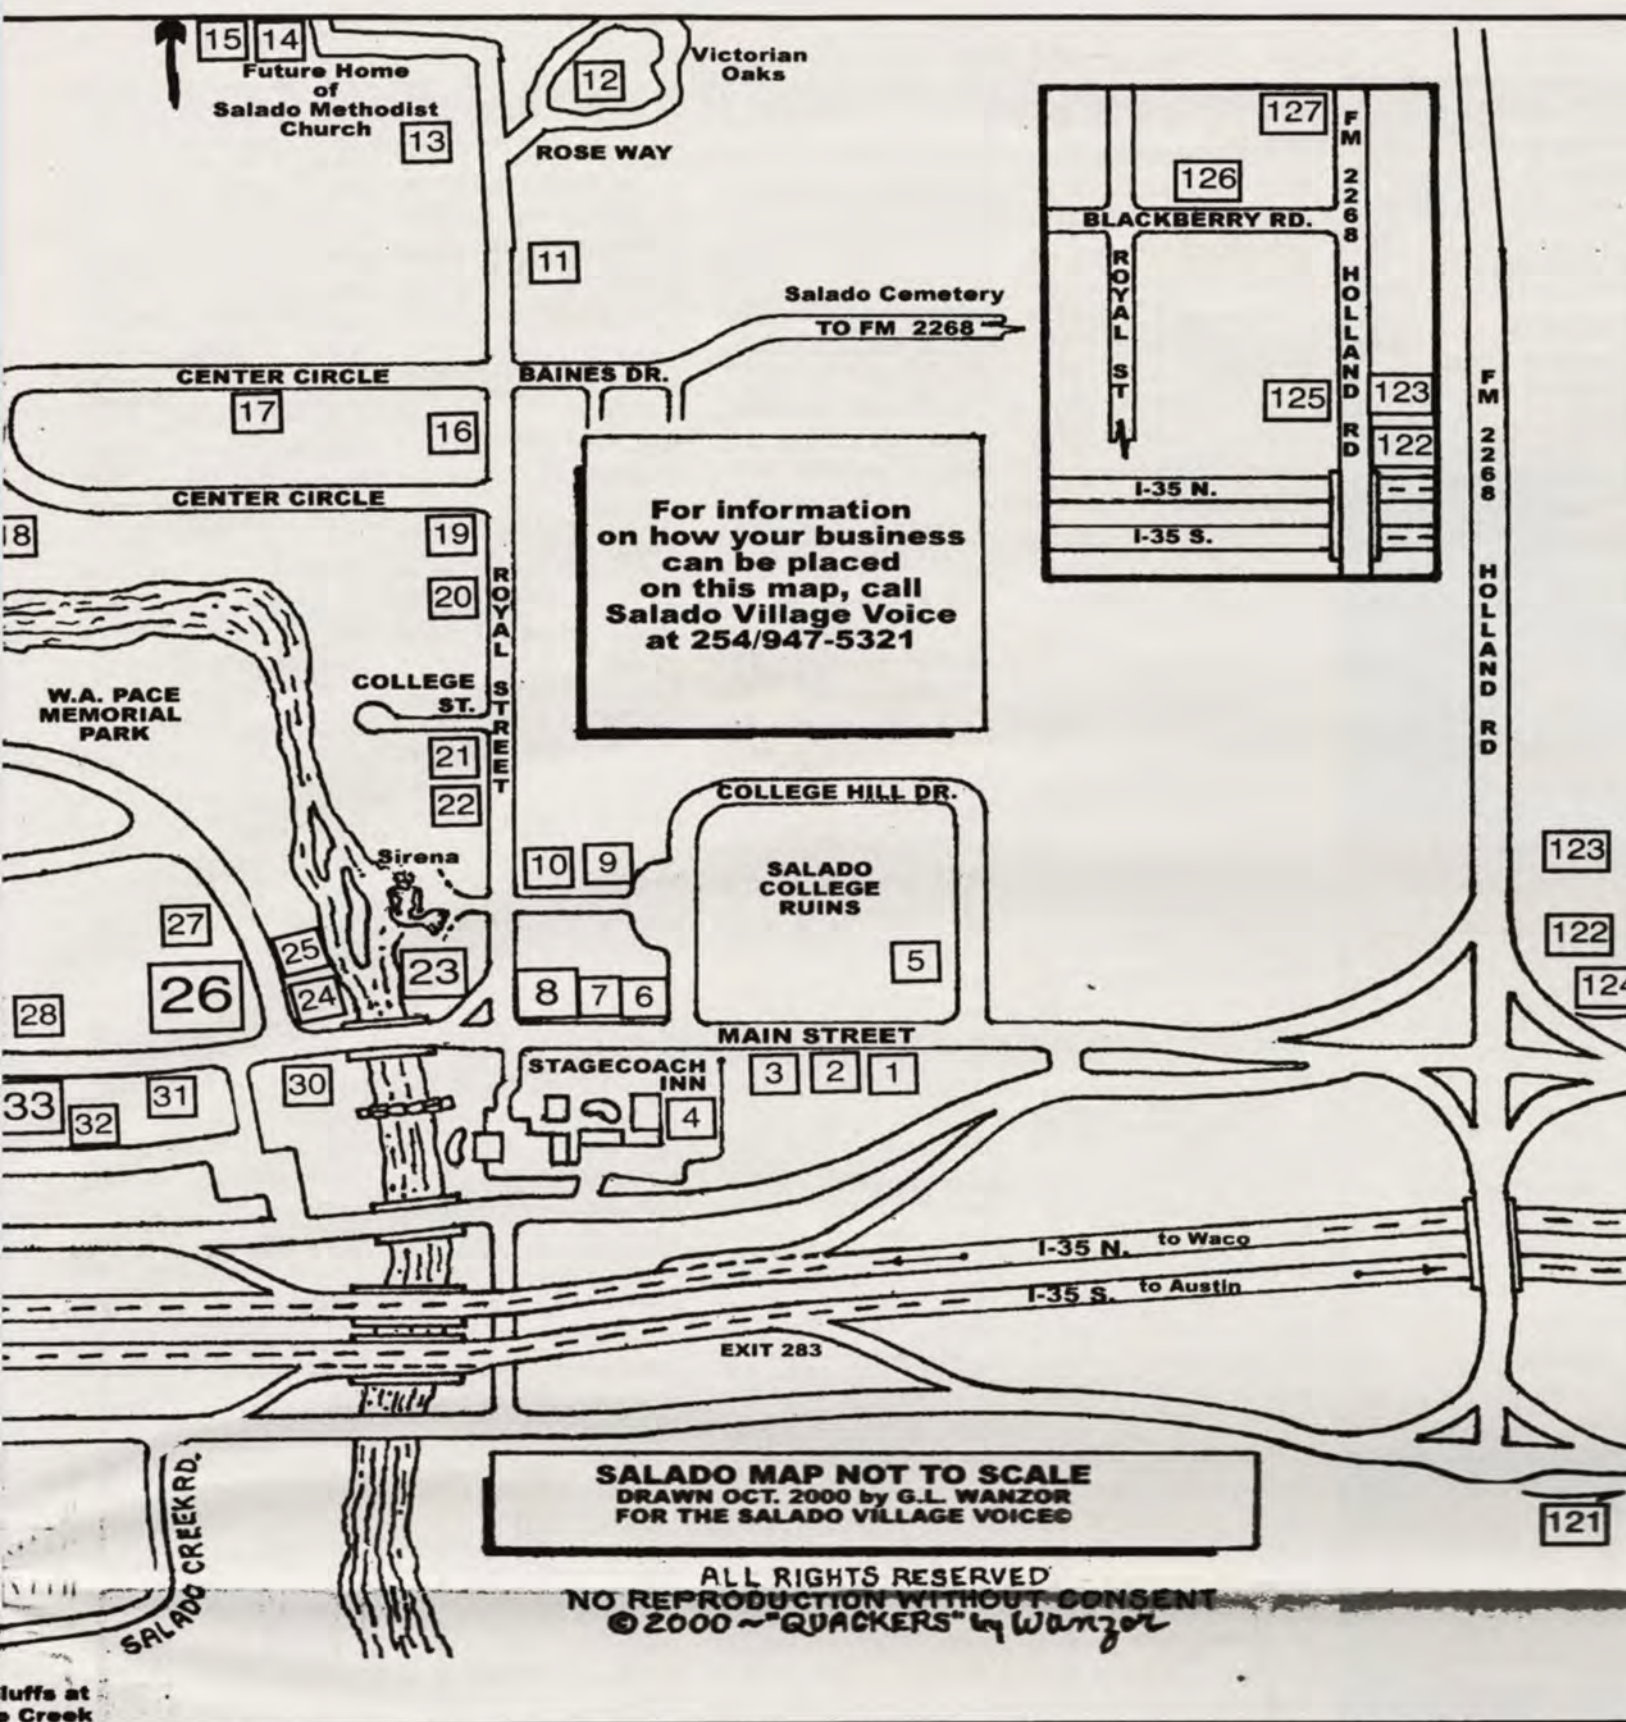 15
14
Future Home
of
Salado Methodist
Church
13
12
Victorian
Oaks
ROSE WAY
11
Salado Cemetery
TO FM 2268
CENTER CIRCLE
BAINES DR.
17
16
CENTER CIRCLE
18
19
20
ROYAL STREET
For information
on how your business
can be placed
on this map, call
Salado Village Voice
at 254/947-5321
127
126
BLACKBERRY RD.
FM 2268 HOLLAND RD
ROYAL ST
125
123
122
I-35 N.
I-35 S.
FM 2268 HOLLAND RD
W.A. PACE
MEMORIAL
PARK
COLLEGE
ST.
21
22
Sirena
10
9
COLLEGE HILL DR.
SALADO
COLLEGE
RUINS
5
123
122
124
27
25
24
26
28
23
8
7
6
MAIN STREET
STAGECOACH
INN
3
2
1
4
30
31
33
32
I-35 N.
to Waco
I-35 S.
to Austin
EXIT 283
SALADO MAP NOT TO SCALE
DRAWN OCT. 2000 by G.L. WANZOR
FOR THE SALADO VILLAGE VOICE©
121
ALL RIGHTS RESERVED
NO REPRODUCTION WITHOUT CONSENT
©2000~"QUACKERS" by Wanzor
SALADO CREEK RD.
luffs at
e Creek